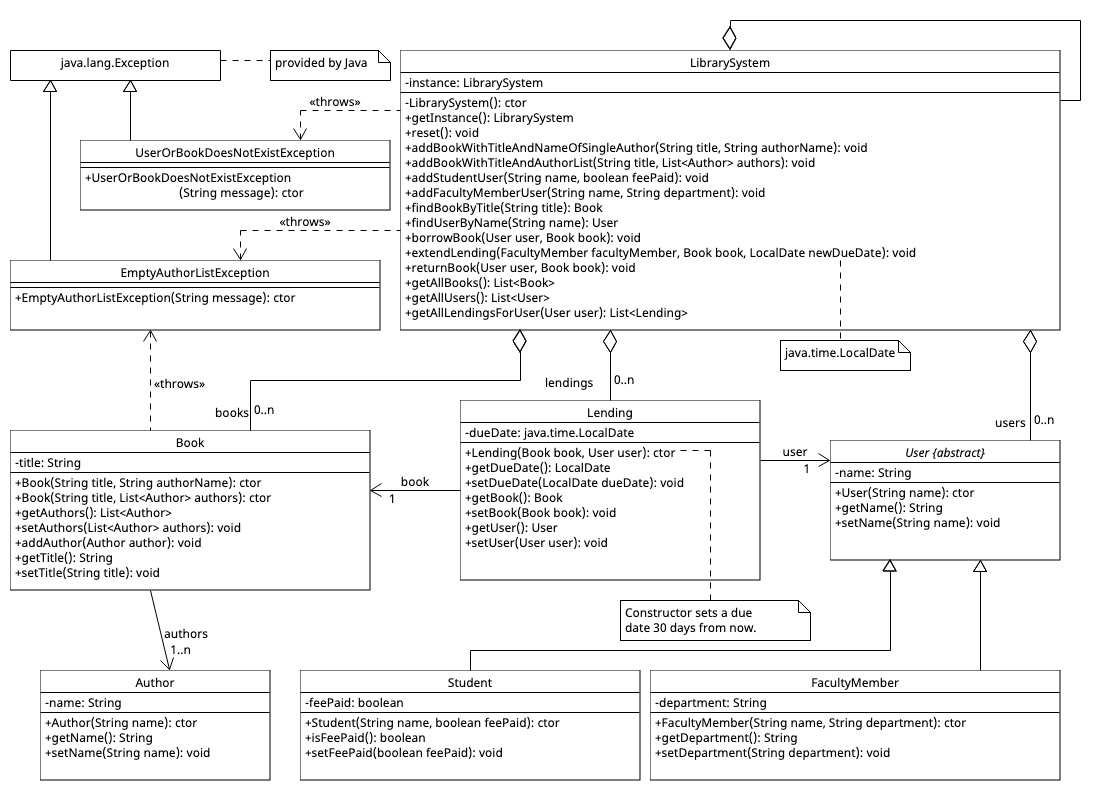 java.lang.Exception
provided by Java
LibrarySystem
-instance: LibrarySystem
-LibrarySystem(): ctor
+getInstance(): LibrarySystem
+reset(): void
+addBookWithTitleAndNameOfSingleAuthor(String title, String authorName): void
+addBookWithTitleAndAuthorList(String title, List<Author> authors): void
+addStudentUser(String name, boolean feePaid): void
+addFacultyMemberUser(String name, String department): void
+findBookByTitle(String title): Book
+findUserByName(String name): User
+borrowBook(User user, Book book): void
+extendLending(FacultyMember facultyMember, Book book, LocalDate newDueDate): void
+returnBook(User user, Book book): void
+getAllBooks(): List<Book>
+getAllUsers(): List<User>
+getAllLendingsForUser(User user): List<Lending>
«throws»
UserOrBookDoesNotExistException
+UserOrBookDoesNotExistException
(String message): ctor
«throws»
EmptyAuthorListException
+EmptyAuthorListException(String message): ctor
java.time.LocalDate
«throws»
books 0..n
lendings 0..n
users 0..n
Book
-title: String
+Book(String title, String authorName): ctor
+Book(String title, List<Author> authors): ctor
+getAuthors(): List<Author>
+setAuthors(List<Author> authors): void
+addAuthor(Author author): void
+getTitle(): String
+setTitle(String title): void
book
1
Lending
-dueDate: java.time.LocalDate
+Lending(Book book, User user): ctor
+getDueDate(): LocalDate
+setDueDate(LocalDate dueDate): void
+getBook(): Book
+setBook(Book book): void
+getUser(): User
+setUser(User user): void
user
1
User {abstract}
-name: String
+User(String name): ctor
+getName(): String
+setName(String name): void
Constructor sets a due
date 30 days from now.
authors
1..n
Author
-name: String
+Author(String name): ctor
+getName(): String
+setName(String name): void
Student
-feePaid: boolean
+Student(String name, boolean feePaid): ctor
+isFeePaid(): boolean
+setFeePaid(boolean feePaid): void
FacultyMember
-department: String
+FacultyMember(String name, String department): ctor
+getDepartment(): String
+setDepartment(String department): void